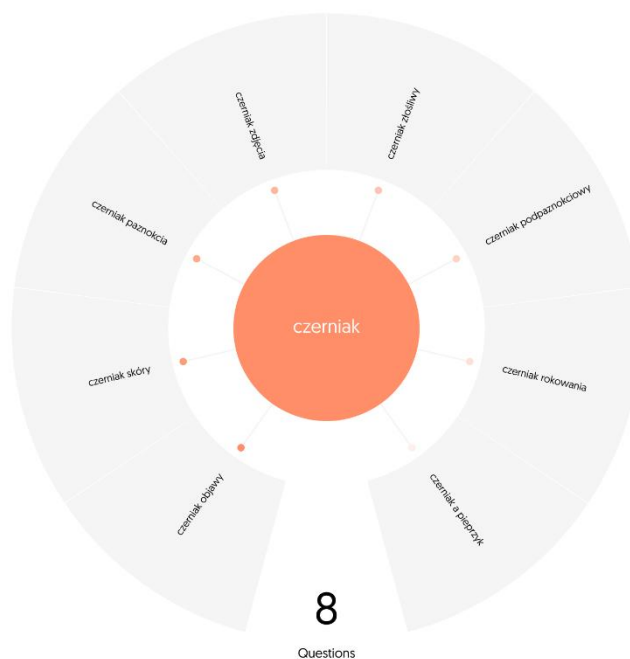 czerniak zdjęcia
czerniak złośliwy
czerniak paznokcia
czerniak podpaznokciowy
czerniak
czerniak skóry
czerniak rokowania
czerniak objawy
czerniak a pieprzyk
8
Questions